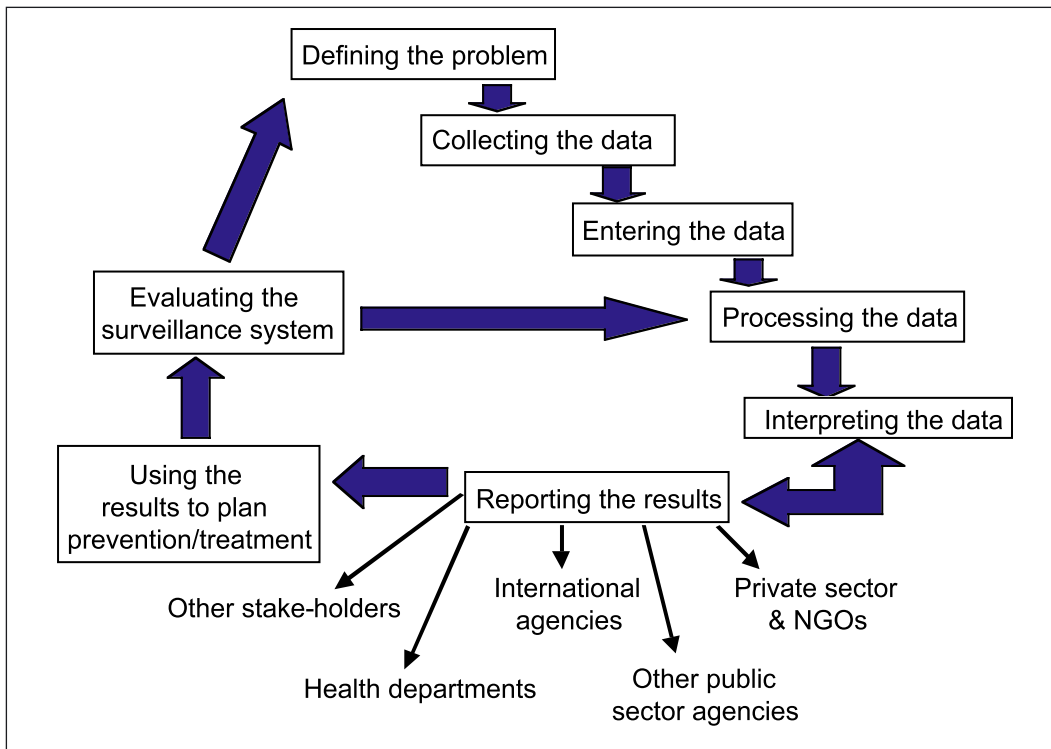 Defining the problem
Collecting the data
Entering the data
Evaluating the
surveillance system
Processing the data
Interpreting the data
Using the
results to plan
prevention/treatment
Reporting the results
Other stake-holders
International
agencies
Private sector
& NGOs
Health departments
Other public
sector agencies